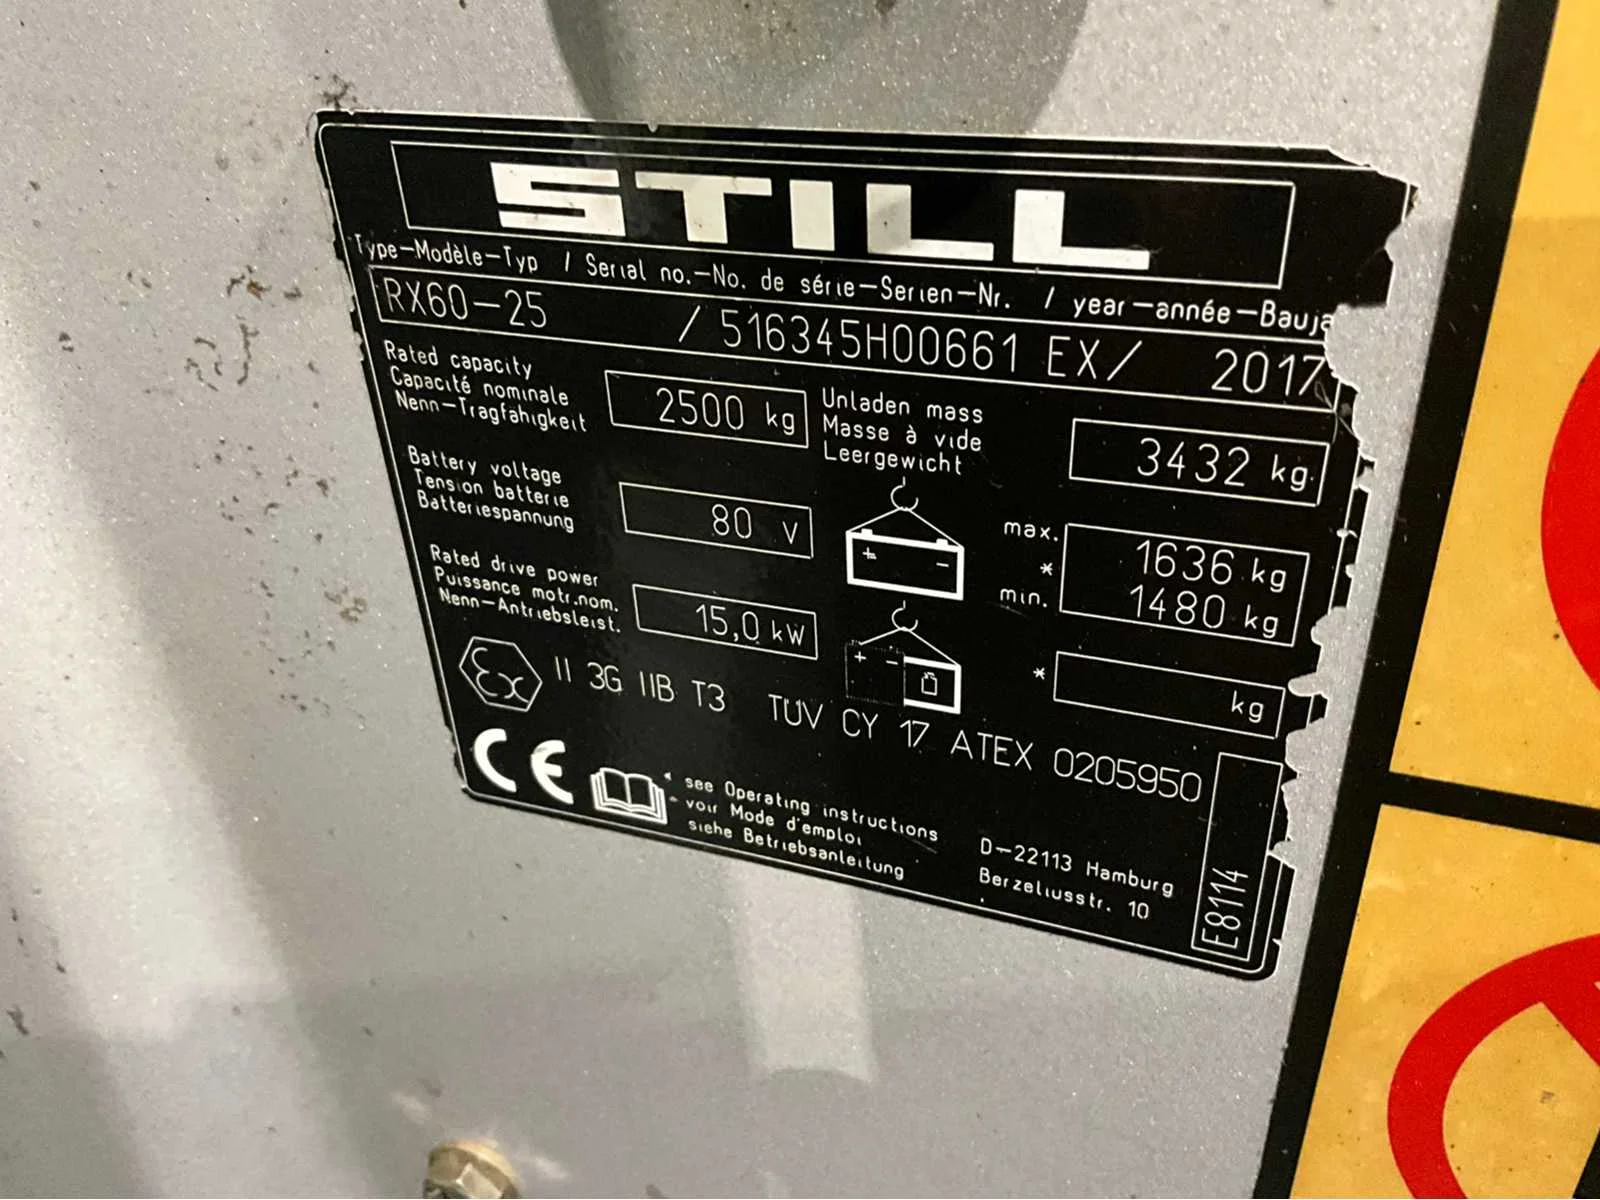 STILL
Type-Modèle-Typ / Serial no.-No. de série-Serien-Nr. / year-année-Bauja
RX60-25 / 516345H00661 EX/ 2017
Rated capacity
Capacité nominale
Nenn-Tragfähigkeit
2500 kg
Unladen mass
Masse à vide
Leergewicht
3432 kg
Battery voltage
Tension batterie
Batteriespannung
80 V
+ -
max. 1636 kg
*
min. 1480 kg
Rated drive power
Puissance motr.nom.
Nenn-Antriebsleist.
15,0 kW
+ -
* kg
Ex II 3G IIB T3 TUV CY 17 ATEX 0205950
CE
* see Operating instructions
voir Mode d'emploi
siehe Betriebsanleitung
D-22113 Hamburg
Berzeliusstr. 10
E8114